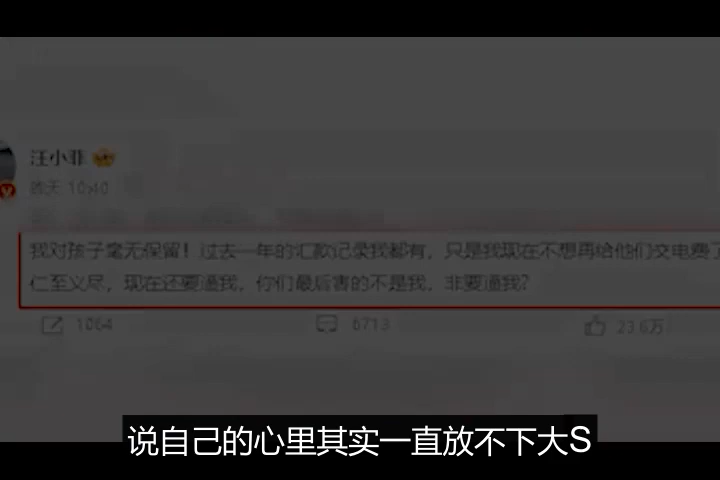 汪小菲
昨天 10:40
我对孩子毫无保留！过去一年的汇款记录我都有，只是我现在不想再给他们交电费了
仁至义尽，现在还要逼我，你们最后害的不是我，非要逼我？
1064
6713
23.6万
说自己的心里其实一直放不下大S